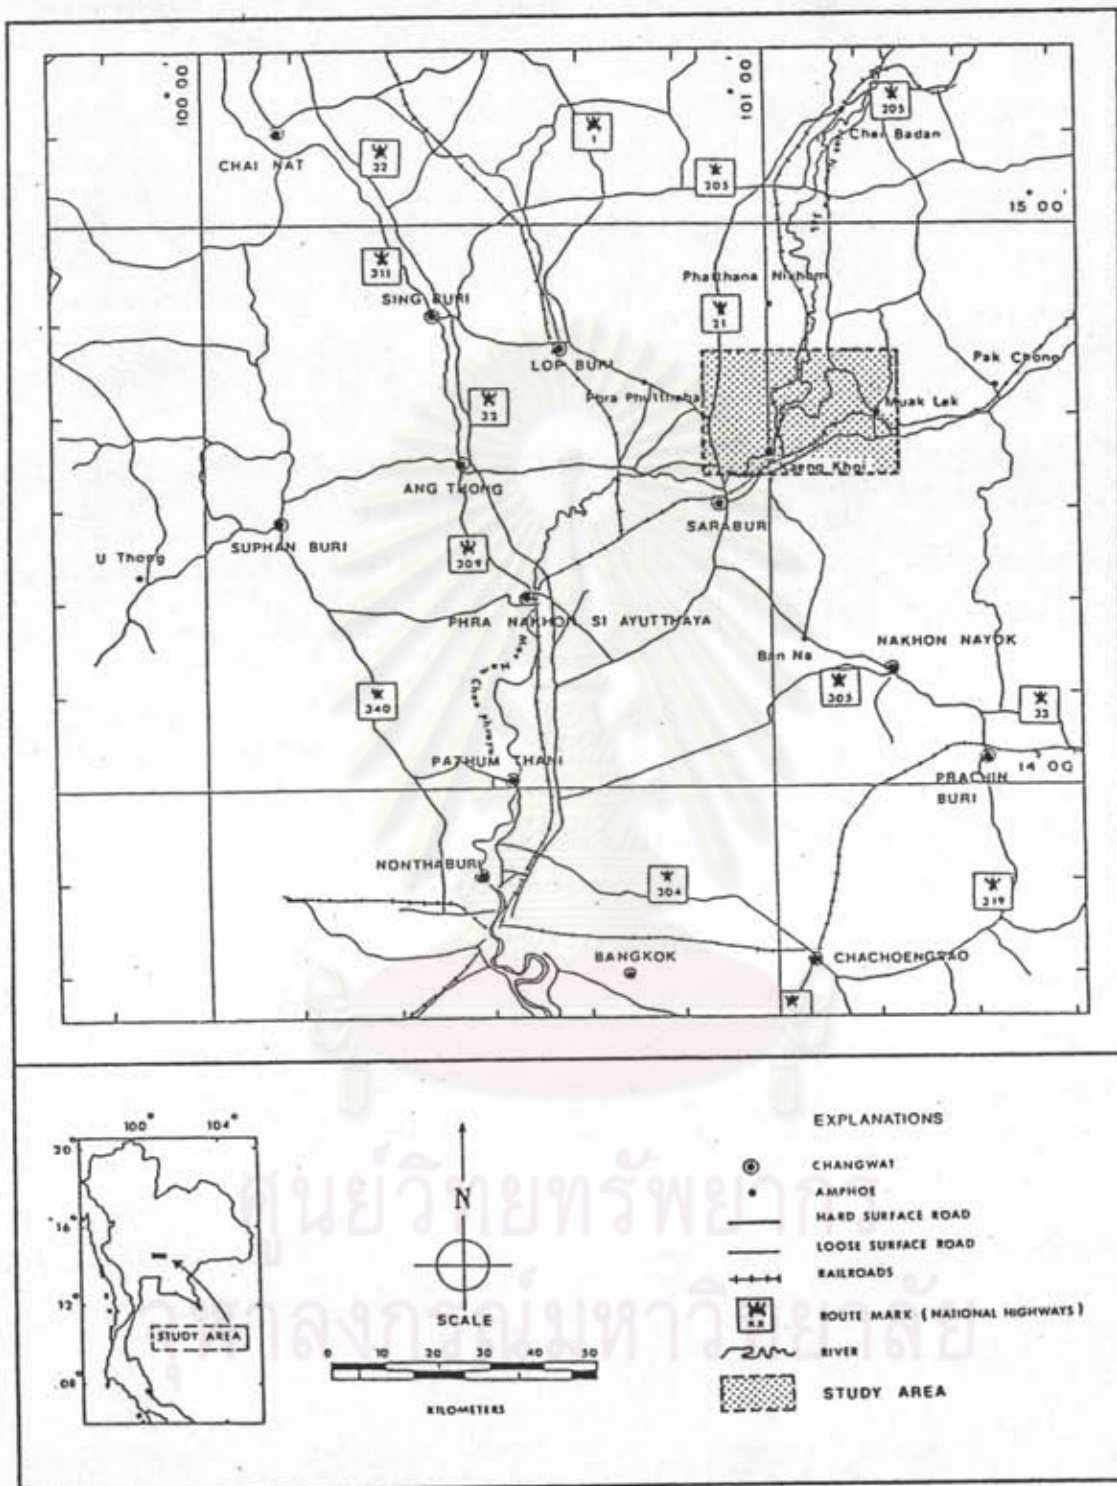 100 00
101 00
205
Chai Badan
1
32
CHAI NAT
205
15 00
311
Phatthana Nikhom
SING BURI
21
LOP BURI
Pak Chong
32
Phra Phutthaba
Muak Lek
Kaeng Khoi
ANG THONG
SARABURI
U Thong
SUPHAN BURI
309
PHRA NAKHON SI AYUTTHAYA
Ban Na
NAKHON NAYOK
Mae Na
Chao Phraya
305
340
33
PATHUM THANI
14 00
PRACHIN
BURI
NONTHABURI
304
319
BANGKOK
CHACHOENGSAO
EXPLANATIONS
100° 104°
20°
16°
12°
08°
STUDY AREA
N
SCALE
0 10 20 30 40 50
KILOMETERS
CHANGWAT
AMPHOE
HARD SURFACE ROAD
LOOSE SURFACE ROAD
RAILROADS
XX
ROUTE MARK (NATIONAL HIGHWAYS)
RIVER
STUDY AREA
ศูนย์วิทยทรัพยากร
จุฬาลงกรณ์มหาวิทยาลัย